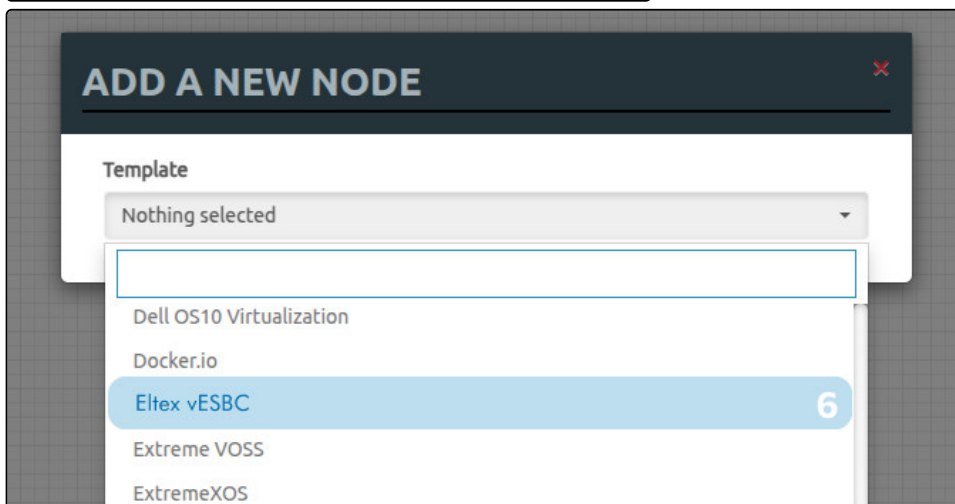 ADD A NEW NODE
×
Template
Nothing selected
Dell OS10 Virtualization
Docker.io
Eltex vESBC 6
Extreme VOSS
ExtremeXOS